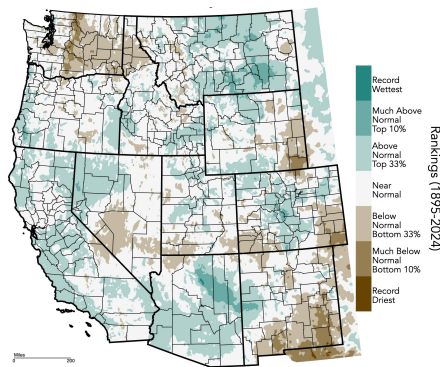 Record
Wettest
Much Above
Normal
Top 10%
Above
Normal
Top 33%
Near
Normal
Below
Normal
Bottom 33%
Much Below
Normal
Bottom 10%
Record
Driest
Rankings (1895-2024)
Miles
0 200